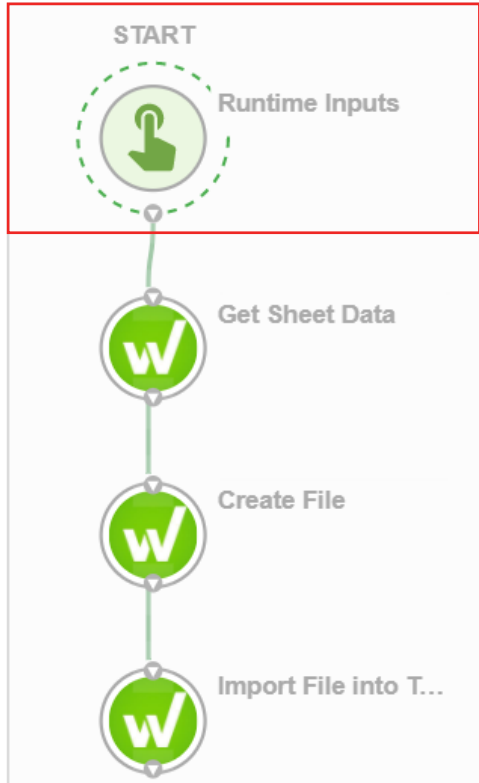 START
Runtime Inputs
Get Sheet Data
Create File
Import File into T...